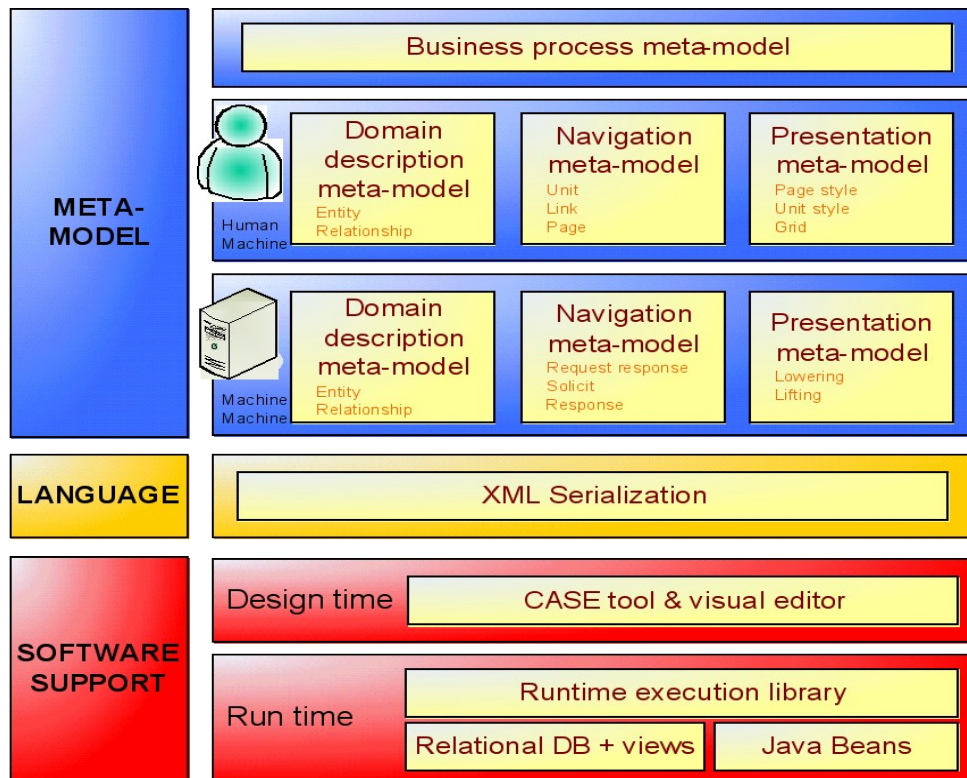 META-
MODEL
Business process meta-model
Human
Machine
Domain
description
meta-model
Entity
Relationship
Navigation
meta-model
Unit
Link
Page
Presentation
meta-model
Page style
Unit style
Grid
Machine
Machine
Domain
description
meta-model
Entity
Relationship
Navigation
meta-model
Request response
Solicit
Response
Presentation
meta-model
Lowering
Lifting
LANGUAGE
XML Serialization
SOFTWARE
SUPPORT
Design time
CASE tool & visual editor
Run time
Runtime execution library
Relational DB + views
Java Beans